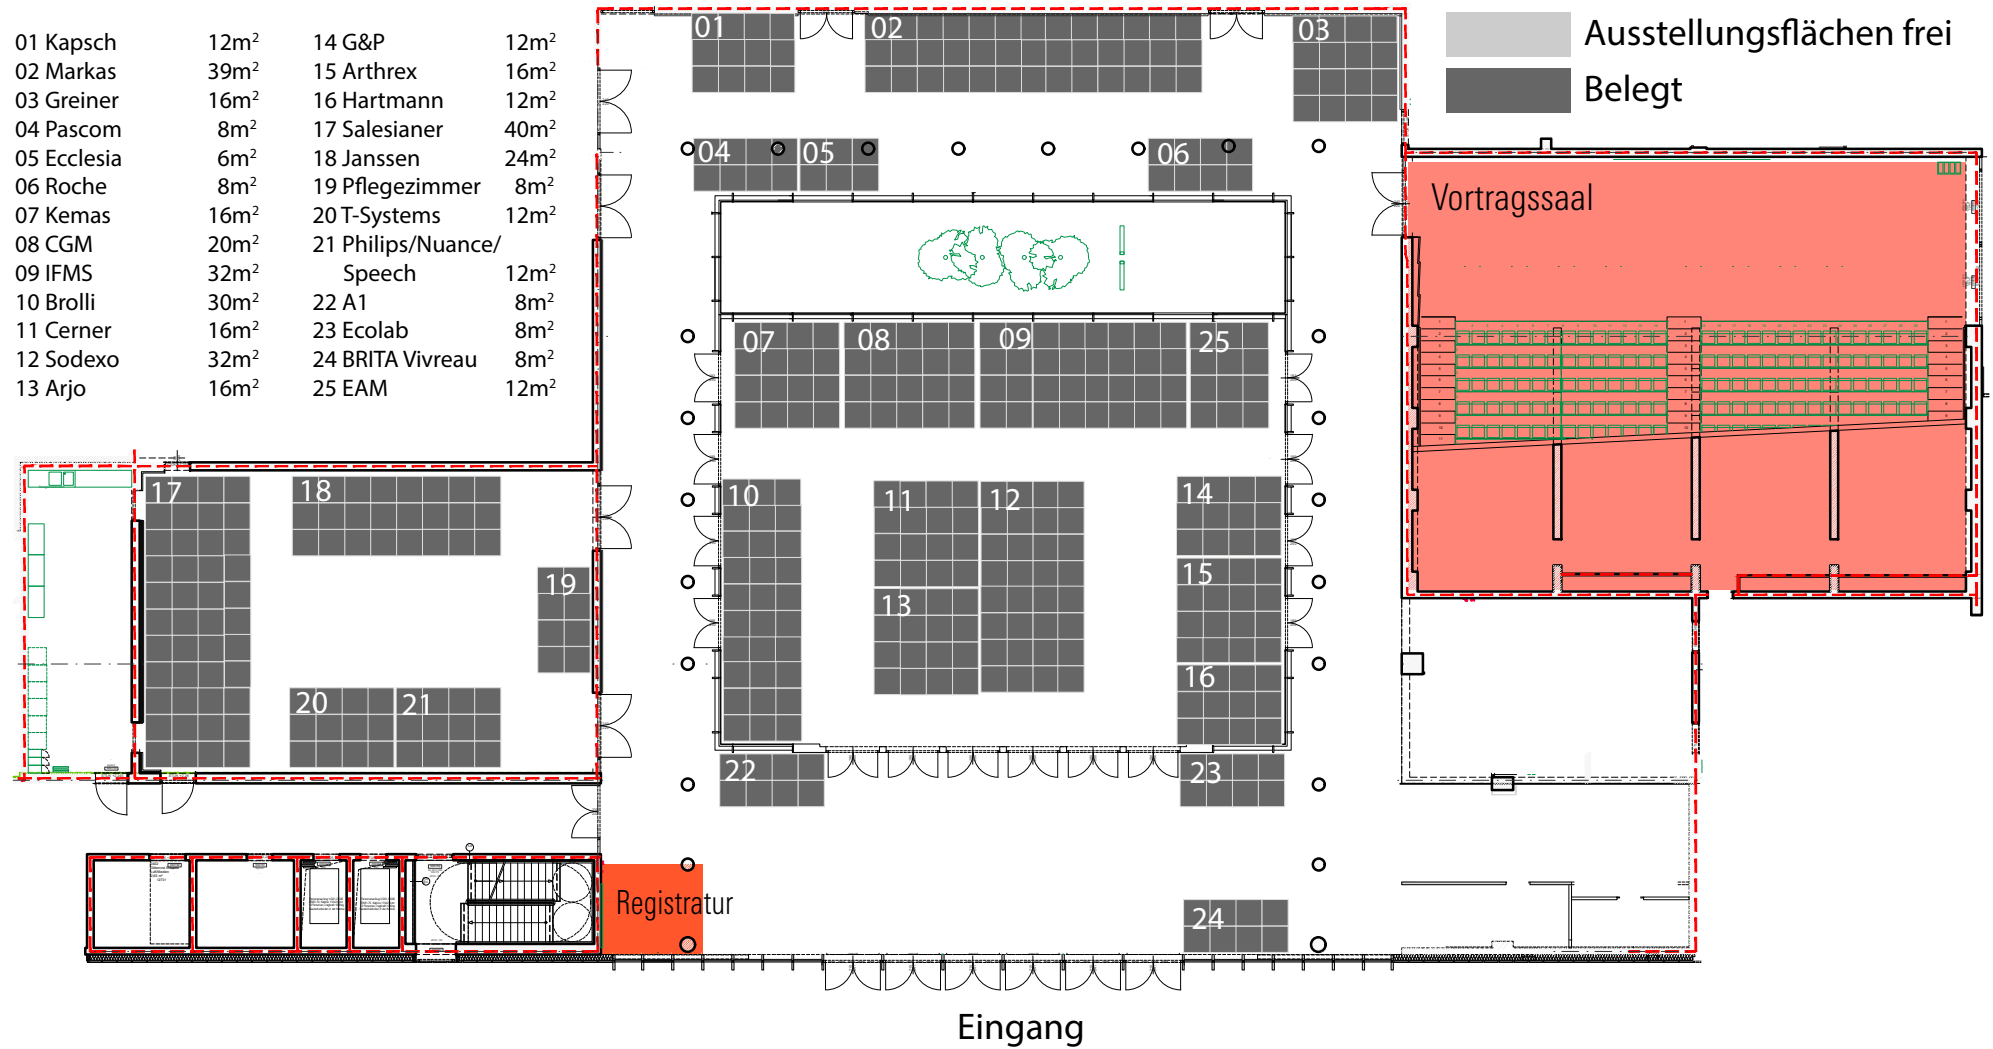 01 Kapsch 12m²
02 Markas 39m²
03 Greiner 16m²
04 Pascom 8m²
05 Ecclesia 6m²
06 Roche 8m²
07 Kemas 16m²
08 CGM 20m²
09 IFMS 32m²
10 Brolli 30m²
11 Cerner 16m²
12 Sodexo 32m²
13 Arjo 16m²
14 G&P 12m²
15 Arthrex 16m²
16 Hartmann 12m²
17 Salesianer 40m²
18 Janssen 24m²
19 Pflegezimmer 8m²
20 T-Systems 12m²
21 Philips/Nuance/
Speech 12m²
22 A1 8m²
23 Ecolab 8m²
24 BRITA Vivreau 8m²
25 EAM 12m²
Ausstellungsflächen frei
Belegt
01
02
03
04
05
06
Vortragssaal
07
08
09
25
10
11
12
13
14
15
16
17
18
19
20
21
22
23
24
Registratur
Eingang